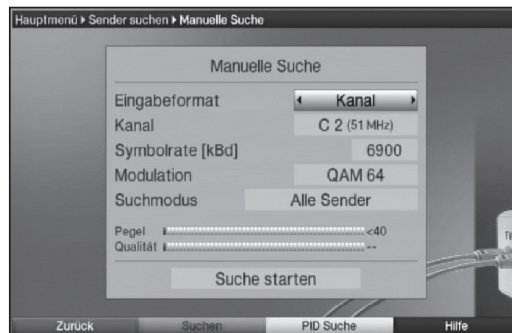 Hauptmenü ▸ Sender suchen ▸ Manuelle Suche
Manuelle Suche
Eingabeformat ◂ Kanal ▸
Kanal C 2 (51 MHz)
Symbolrate [kBd] 6900
Modulation QAM 64
Suchmodus Alle Sender
Pegel <40
Qualität --
Suche starten
Zurück Suchen PID Suche Hilfe